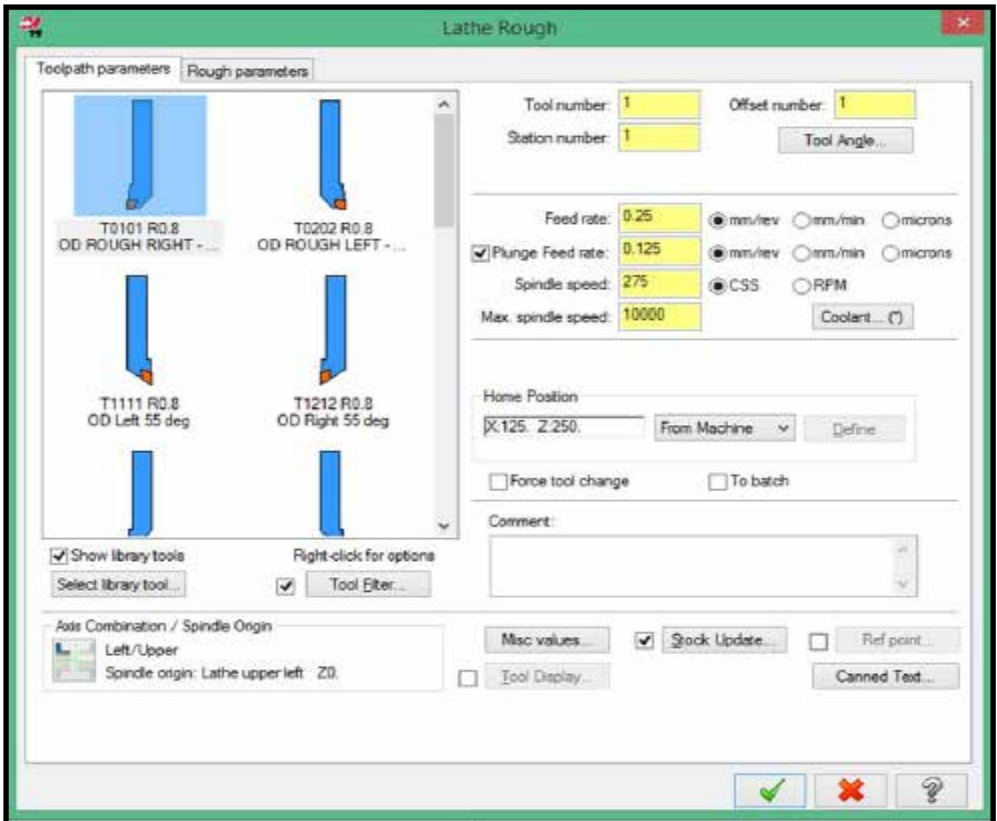 Lathe Rough
Toolpath parameters Rough parameters
T0101 R0.8
OD ROUGH RIGHT - ...
T0202 R0.8
OD ROUGH LEFT - ...
T1111 R0.8
OD Left 55 deg
T1212 R0.8
OD Right 55 deg
Show library tools
Right-click for options
Select library tool...
Tool Filter...
Tool number: 1
Offset number: 1
Station number: 1
Tool Angle...
Feed rate: 0.25 mm/rev mm/min microns
Plunge Feed rate: 0.125 mm/rev mm/min microns
Spindle speed: 275 CSS RPM
Max. spindle speed: 10000 Coolant... (*)
Home Position
X:125. Z:250. From Machine Define
Force tool change To batch
Comment:
Axis Combination / Spindle Origin
Left/Upper
Spindle origin: Lathe upper left Z0.
Misc values... Stock Update... Ref point...
Tool Display... Canned Text...